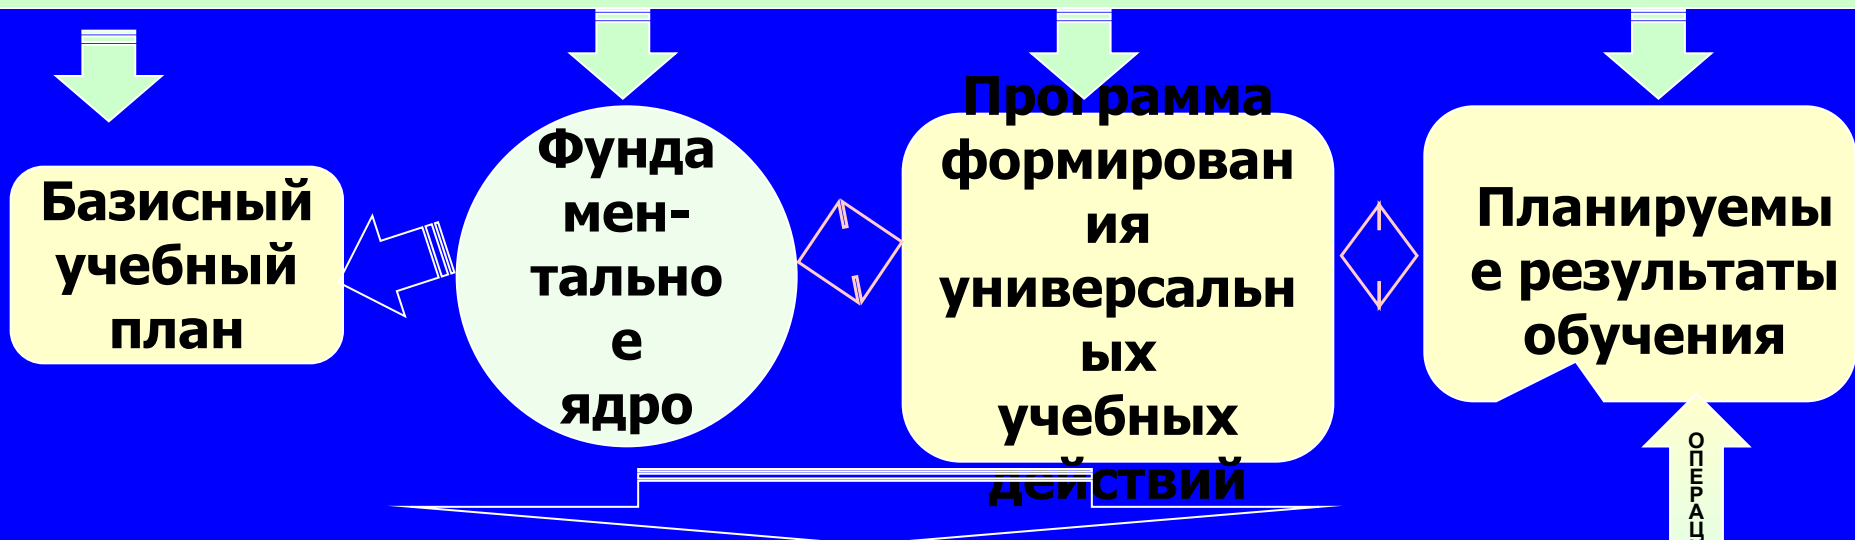 Базисный
учебный
план
Фунда
мен-
тально
е
ядро
Программа
формирован
ия
универсальн
ых
учебных
действий
Планируемы
е результаты
обучения
ОПЕРАЦ